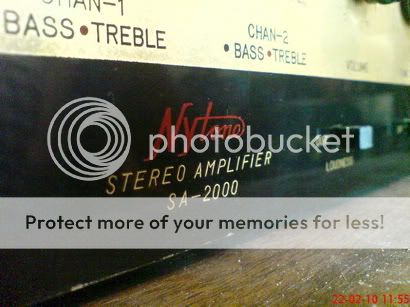 CHAN-1
BASS • TREBLE
CHAN-2
• BASS • TREBLE
VOLUME
photobucket
STEREO AMPLIFIER
SA-2000
LOUDNESS
Protect more of your memories for less!
22-02-10 11:55